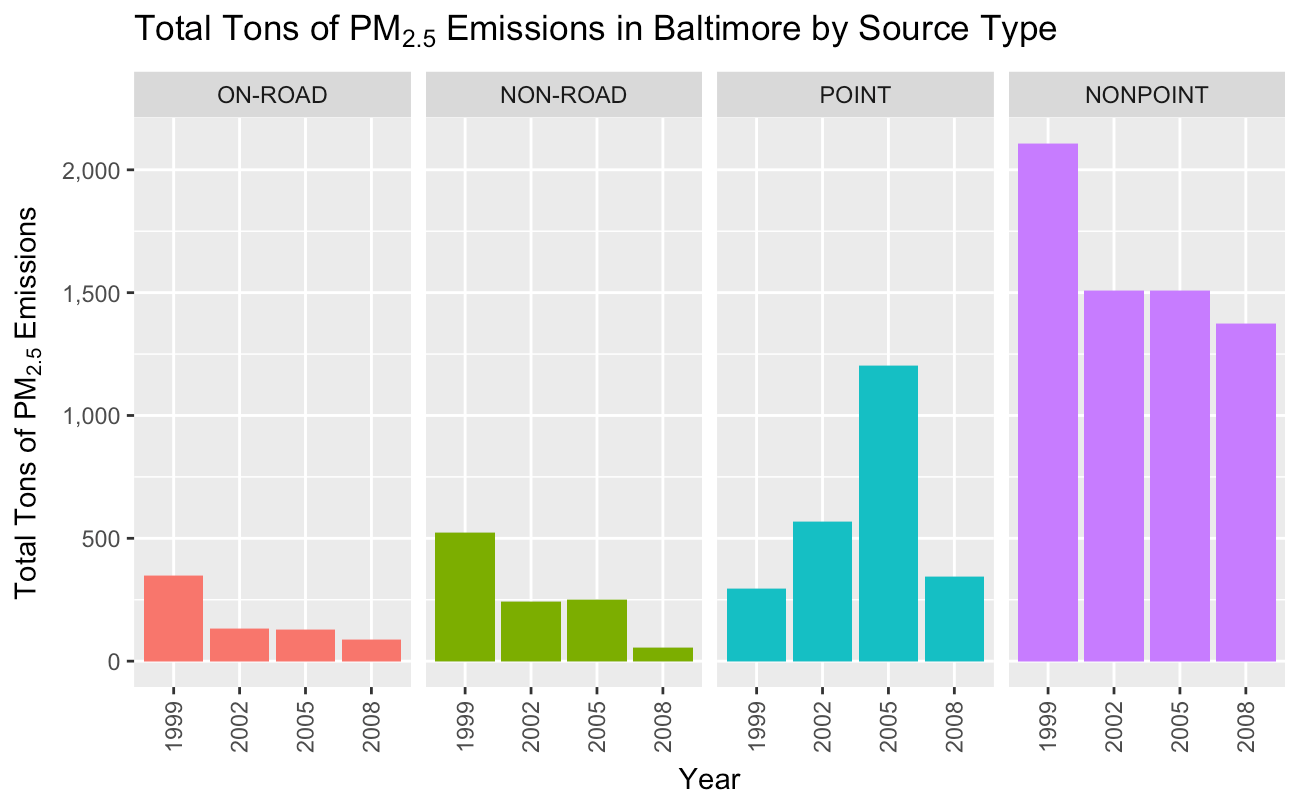 Total Tons of PM2.5 Emissions in Baltimore by Source Type
ON-ROAD NON-ROAD POINT NONPOINT
Total Tons of PM2.5 Emissions
2,000
1,500
1,000
500
0
1999 2002 2005 2008 1999 2002 2005 2008 1999 2002 2005 2008 1999 2002 2005 2008
Year